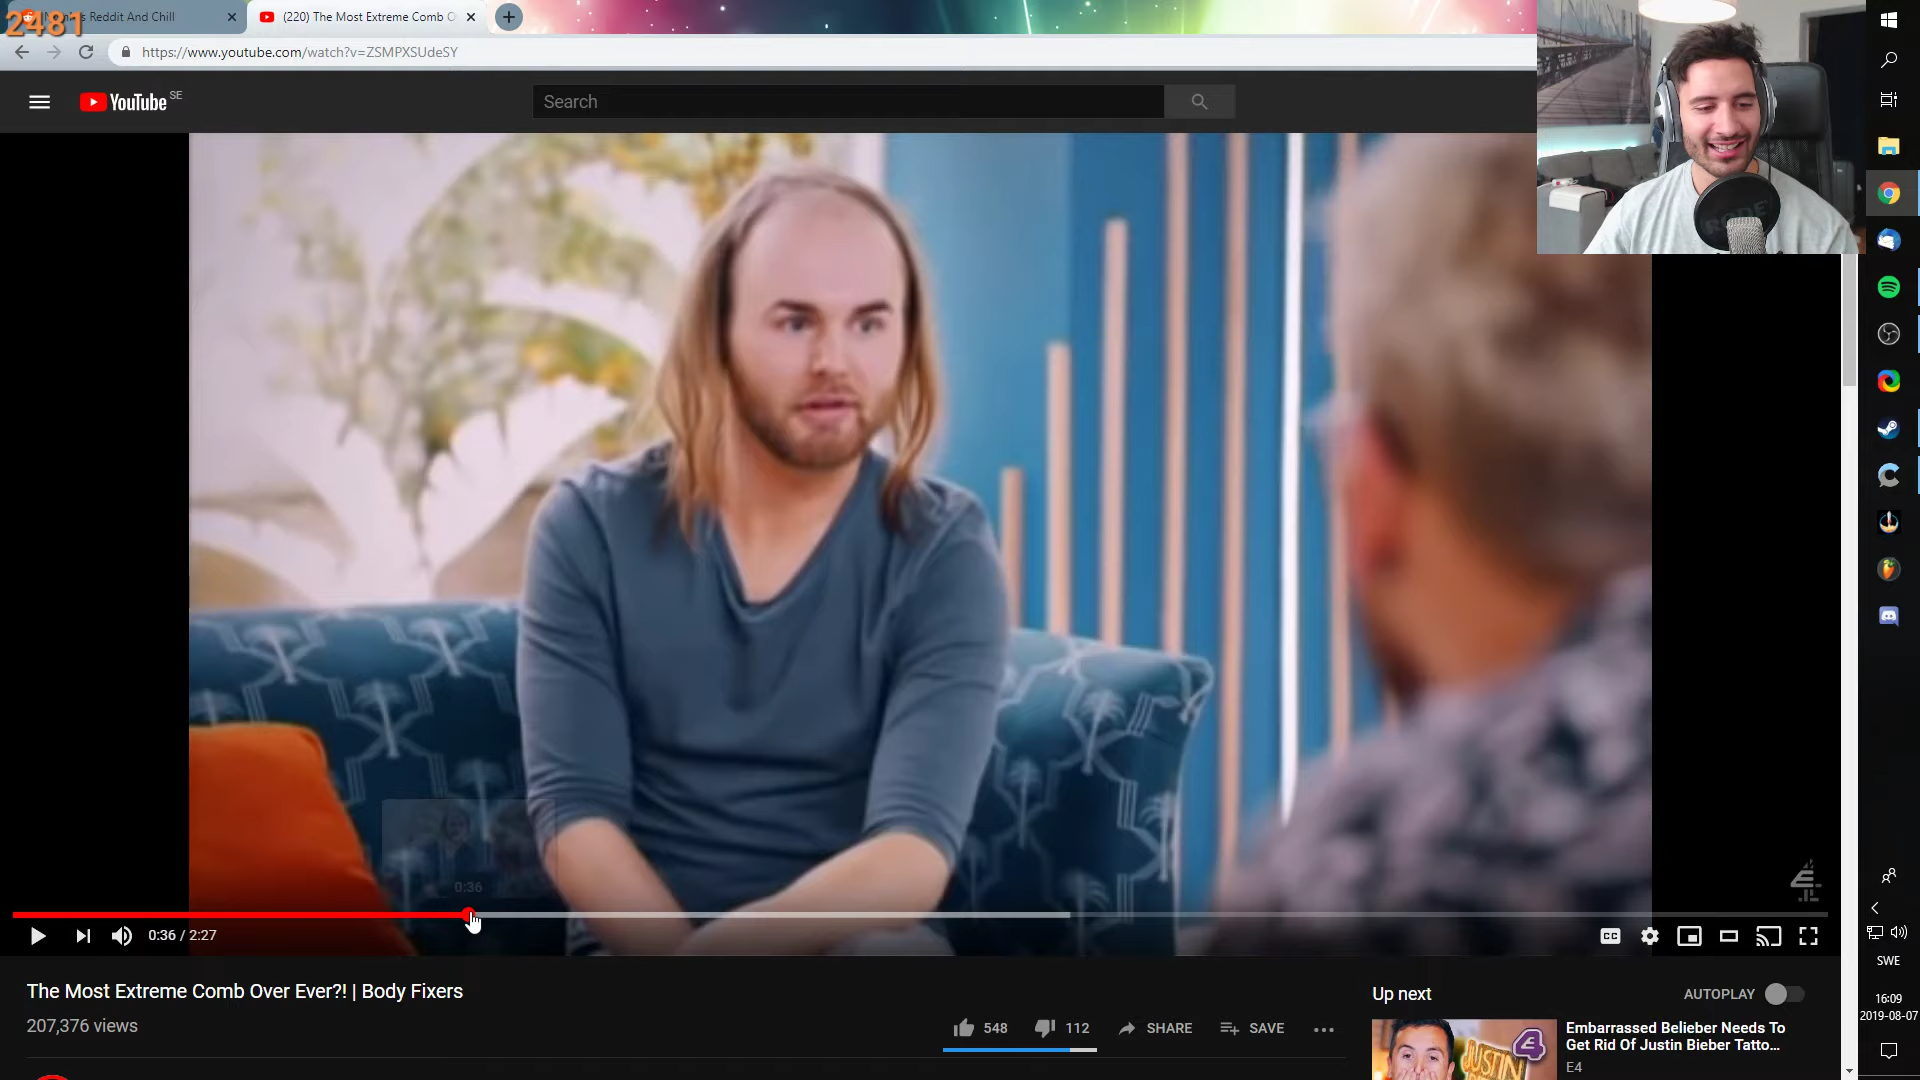 2481
s Reddit And Chill
(220) The Most Extreme Comb O
https://www.youtube.com/watch?v=ZSMPXSUdeSY
YouTube SE
Search
RODE
0:36
0:36 / 2:27
CC
The Most Extreme Comb Over Ever?! | Body Fixers
207,376 views
548
112
SHARE
SAVE
Up next
AUTOPLAY
JUSTIN
Embarrassed Belieber Needs To
Get Rid Of Justin Bieber Tatto...
E4
SWE
16:09
2019-08-07